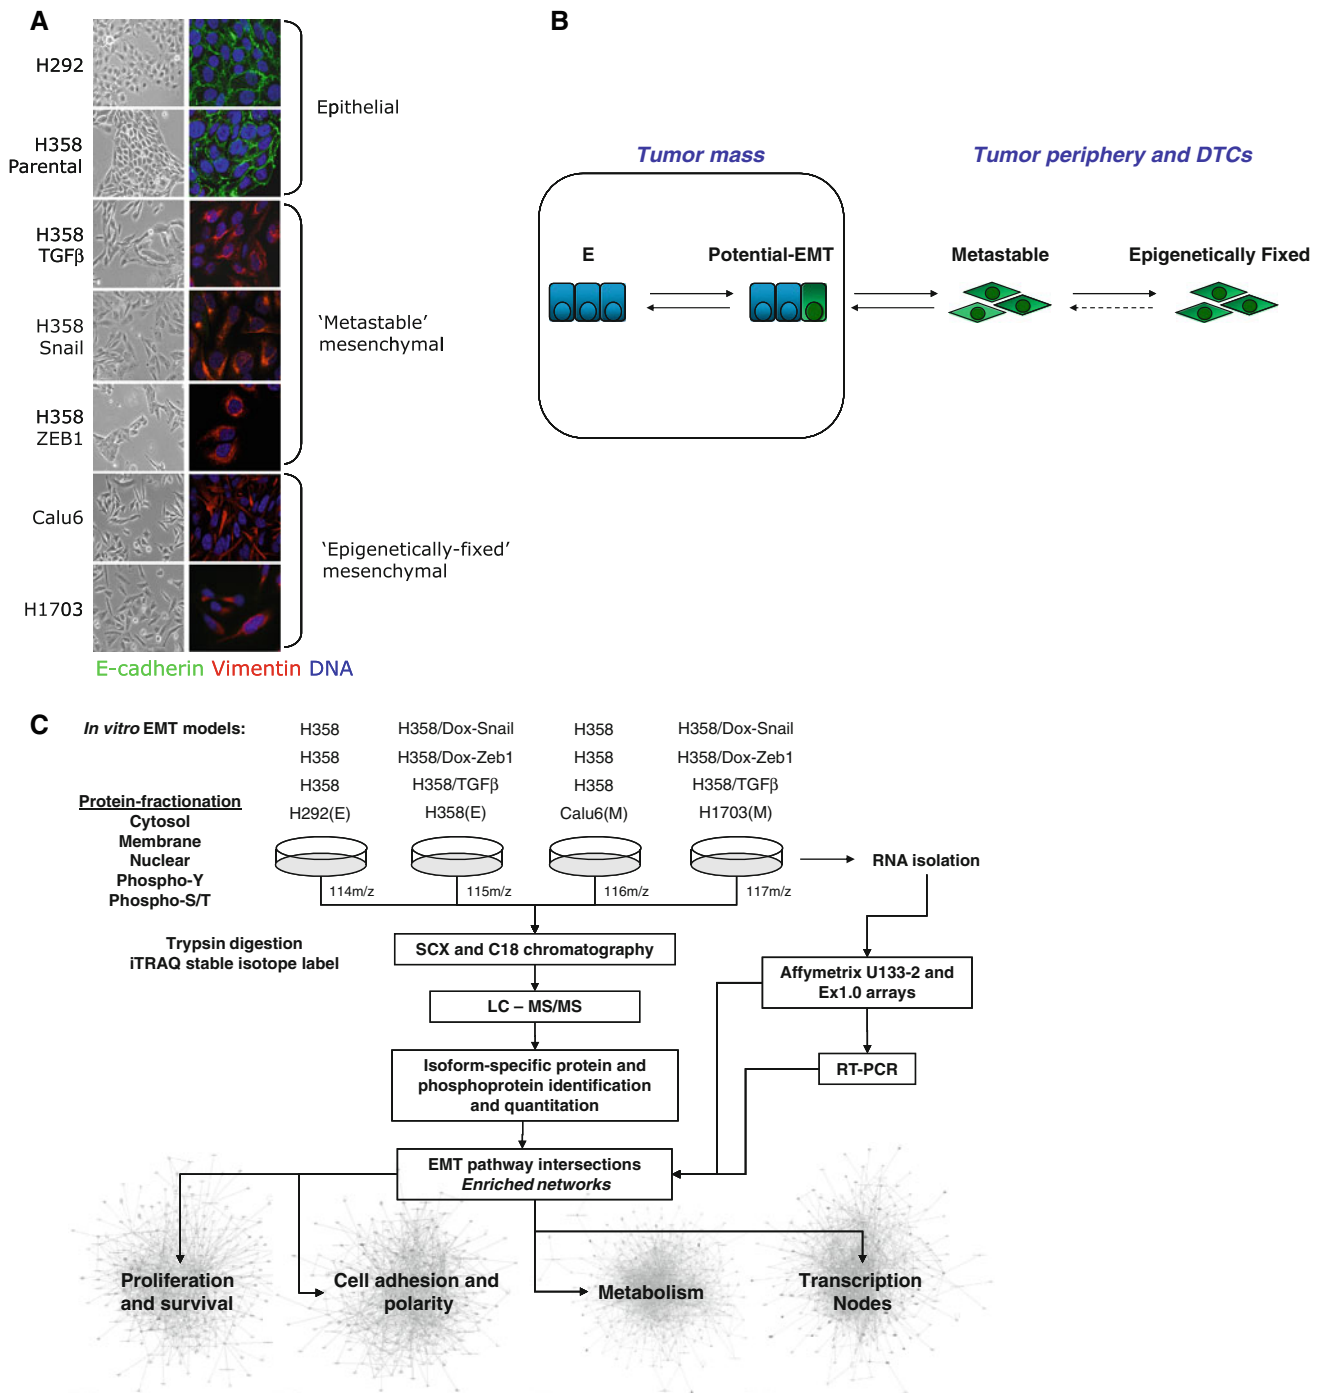 A
H292
H358
Parental
H358
TGFβ
H358
Snail
H358
ZEB1
Calu6
H1703
Epithelial
‘Metastable’
mesenchymal
‘Epigenetically-fixed’
mesenchymal
E-cadherin Vimentin DNA
B
Tumor mass
Tumor periphery and DTCs
E
Potential-EMT
Metastable
Epigenetically Fixed
C
In vitro EMT models:
H358 H358/Dox-Snail H358 H358/Dox-Snail
H358 H358/Dox-Zeb1 H358 H358/Dox-Zeb1
H358 H358/TGFβ H358 H358/TGFβ
H292(E) H358(E) Calu6(M) H1703(M)
Protein-fractionation
Cytosol
Membrane
Nuclear
Phospho-Y
Phospho-S/T
114m/z 115m/z 116m/z 117m/z
RNA isolation
Trypsin digestion
iTRAQ stable isotope label
SCX and C18 chromatography
LC – MS/MS
Isoform-specific protein and
phosphoprotein identification
and quantitation
Affymetrix U133-2 and
Ex1.0 arrays
RT-PCR
EMT pathway intersections
Enriched networks
Proliferation
and survival
Cell adhesion and
polarity
Metabolism
Transcription
Nodes